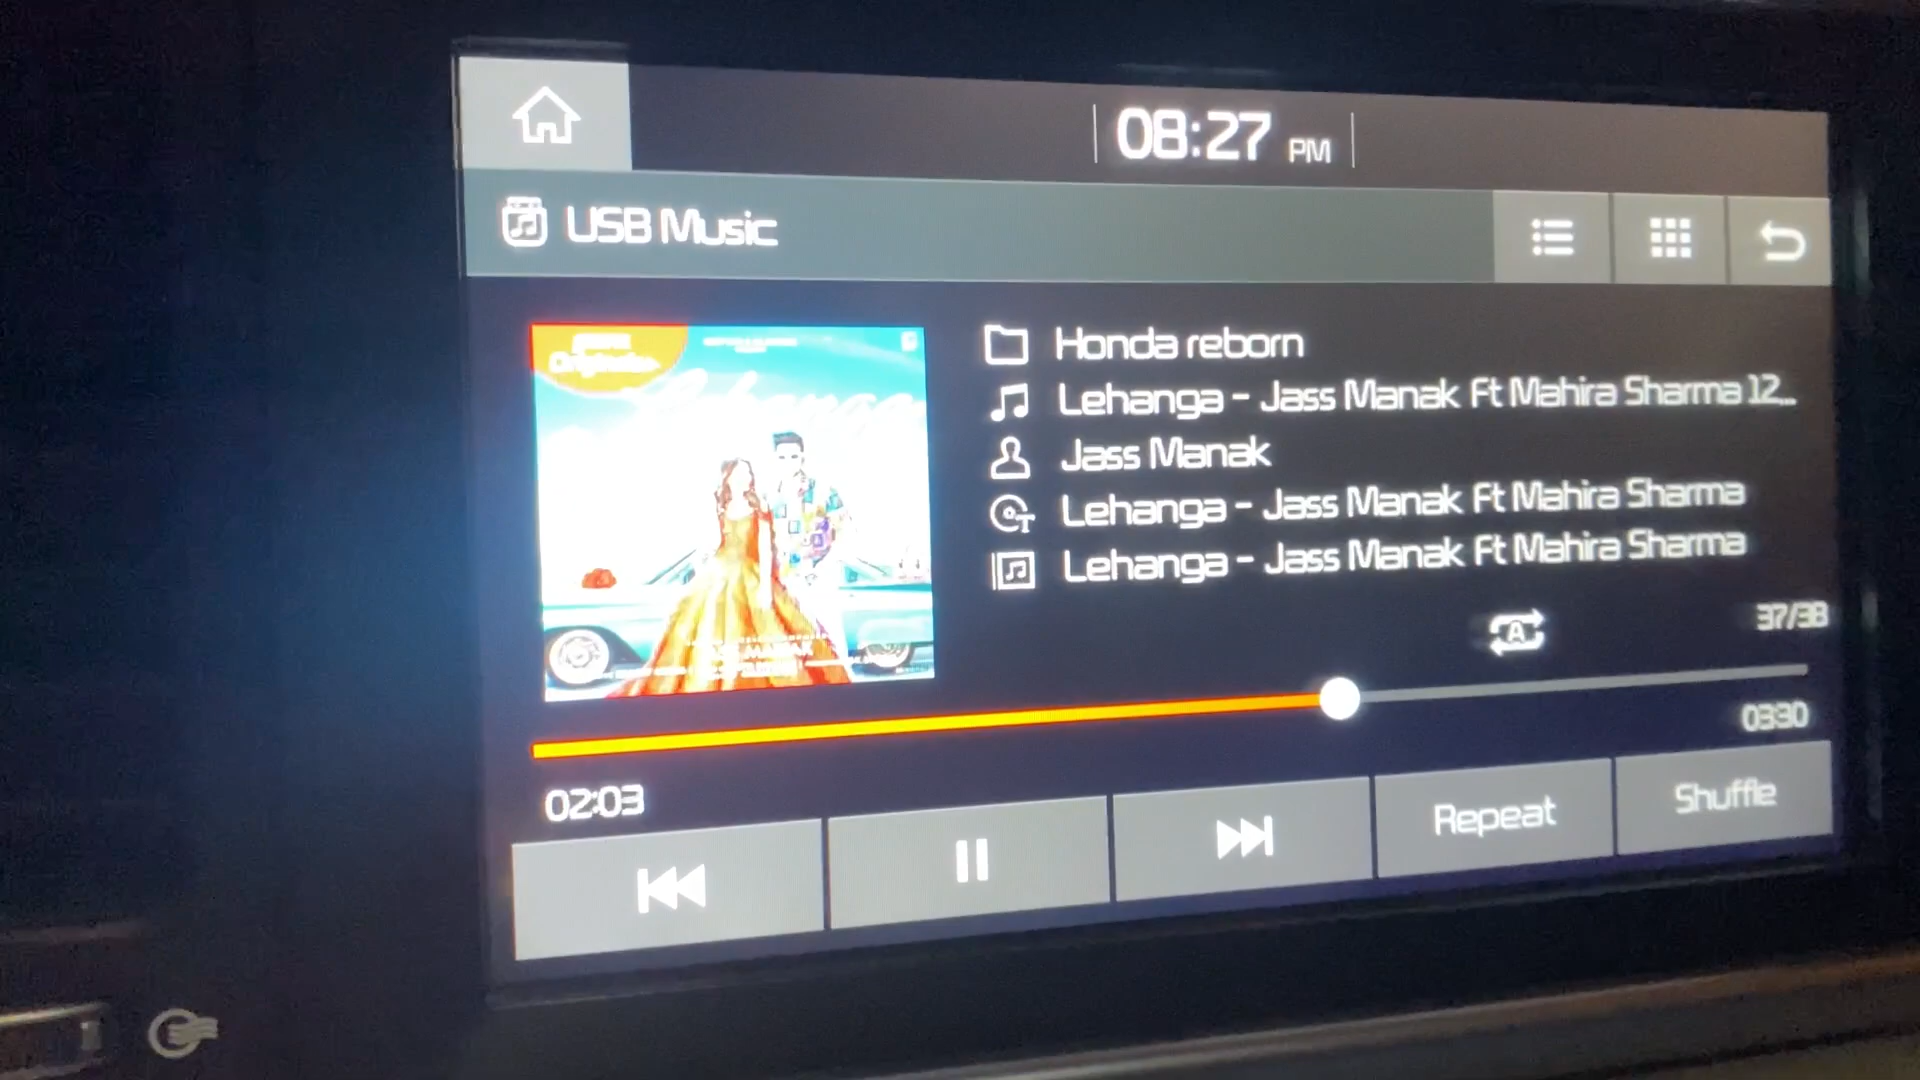 08:27 PM
USB Music
Originals
Honda reborn
Lehanga - Jass Manak Ft Mahira Sharma 12...
Jass Manak
Lehanga - Jass Manak Ft Mahira Sharma
Lehanga - Jass Manak Ft Mahira Sharma
A
37/38
03:30
02:03
Repeat
Shuffle